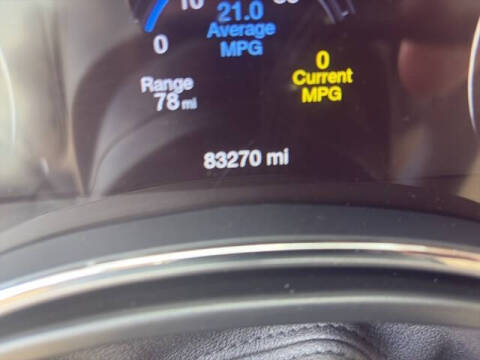 10
21.0
Average
MPG
0
0
Current
MPG
Range
78 mi
83270 mi